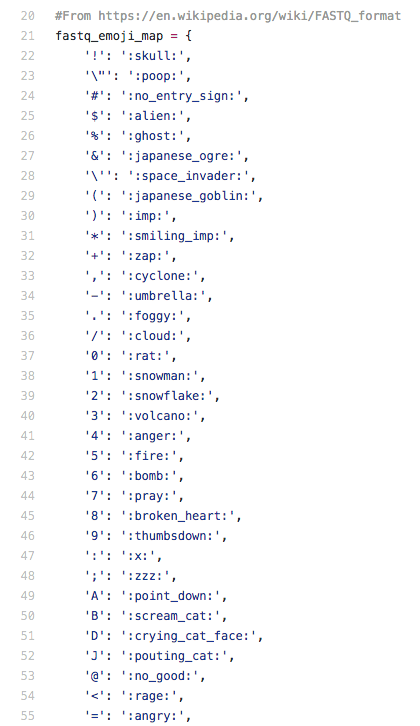 20 #From https://en.wikipedia.org/wiki/FASTQ_format
21 fastq_emoji_map = {
22     '!': ':skull:',
23     '\"': ':poop:',
24     '#': ':no_entry_sign:',
25     '$': ':alien:',
26     '%': ':ghost:',
27     '&': ':japanese_ogre:',
28     '\'': ':space_invader:',
29     '(': ':japanese_goblin:',
30     ')': ':imp:',
31     '*': ':smiling_imp:',
32     '+': ':zap:',
33     ',': ':cyclone:',
34     '-': ':umbrella:',
35     '.': ':foggy:',
36     '/': ':cloud:',
37     '0': ':rat:',
38     '1': ':snowman:',
39     '2': ':snowflake:',
40     '3': ':volcano:',
41     '4': ':anger:',
42     '5': ':fire:',
43     '6': ':bomb:',
44     '7': ':pray:',
45     '8': ':broken_heart:',
46     '9': ':thumbsdown:',
47     ':': ':x:',
48     ';': ':zzz:',
49     'A': ':point_down:',
50     'B': ':scream_cat:',
51     'D': ':crying_cat_face:',
52     'J': ':pouting_cat:',
53     '@': ':no_good:',
54     '<': ':rage:',
55     '=': ':angry:',